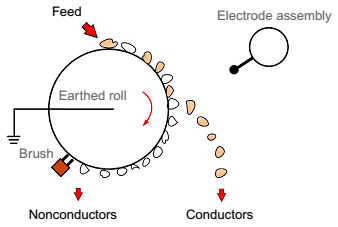 Feed
Electrode assembly
Earthed roll
Brush
Nonconductors
Conductors